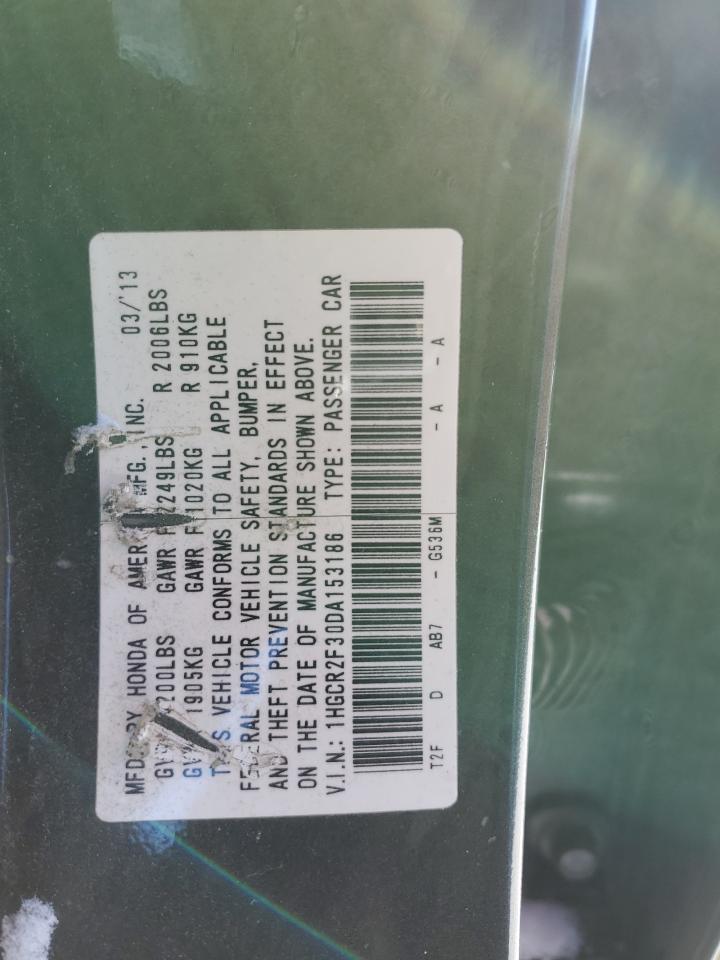 MFD. BY HONDA OF AMER MFG., INC. 03/'13
200LBS GAWR F 2249LBS R 2006LBS
1905KG GAWR F 1020KG R 910KG
THIS VEHICLE CONFORMS TO ALL APPLICABLE
FEDERAL MOTOR VEHICLE SAFETY, BUMPER,
AND THEFT PREVENTION STANDARDS IN EFFECT
ON THE DATE OF MANUFACTURE SHOWN ABOVE.
V.I.N.: 1HGCR2F30DA153186 TYPE: PASSENGER CAR
T2F D AB7 - G536M - A - A